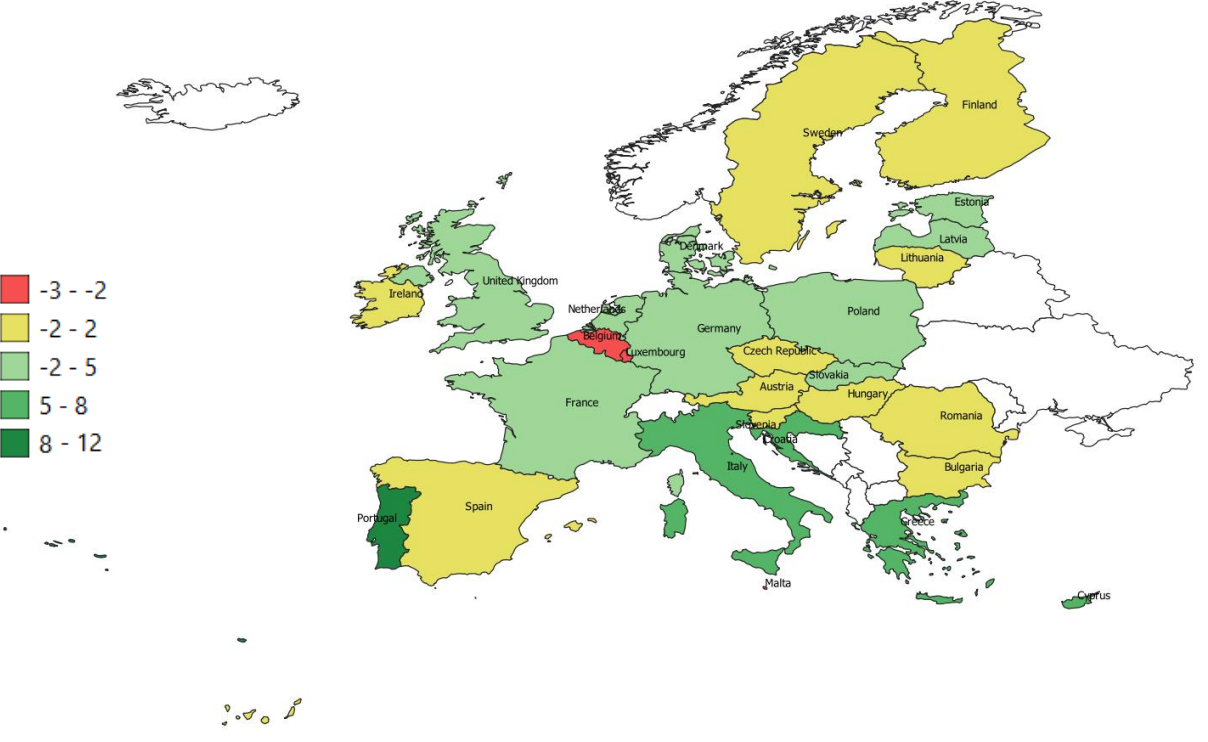 Finland
Sweden
Estonia
Latvia
Denmark
Lithuania
United Kingdom
Ireland
Netherlands
Poland
Germany
Belgium
Luxembourg
Czech Republic
Slovakia
Austria
Hungary
France
Romania
Slovenia
Croatia
Italy
Bulgaria
Spain
Portugal
Greece
Malta
Cyprus
-3 - -2
-2 - 2
-2 - 5
5 - 8
8 - 12